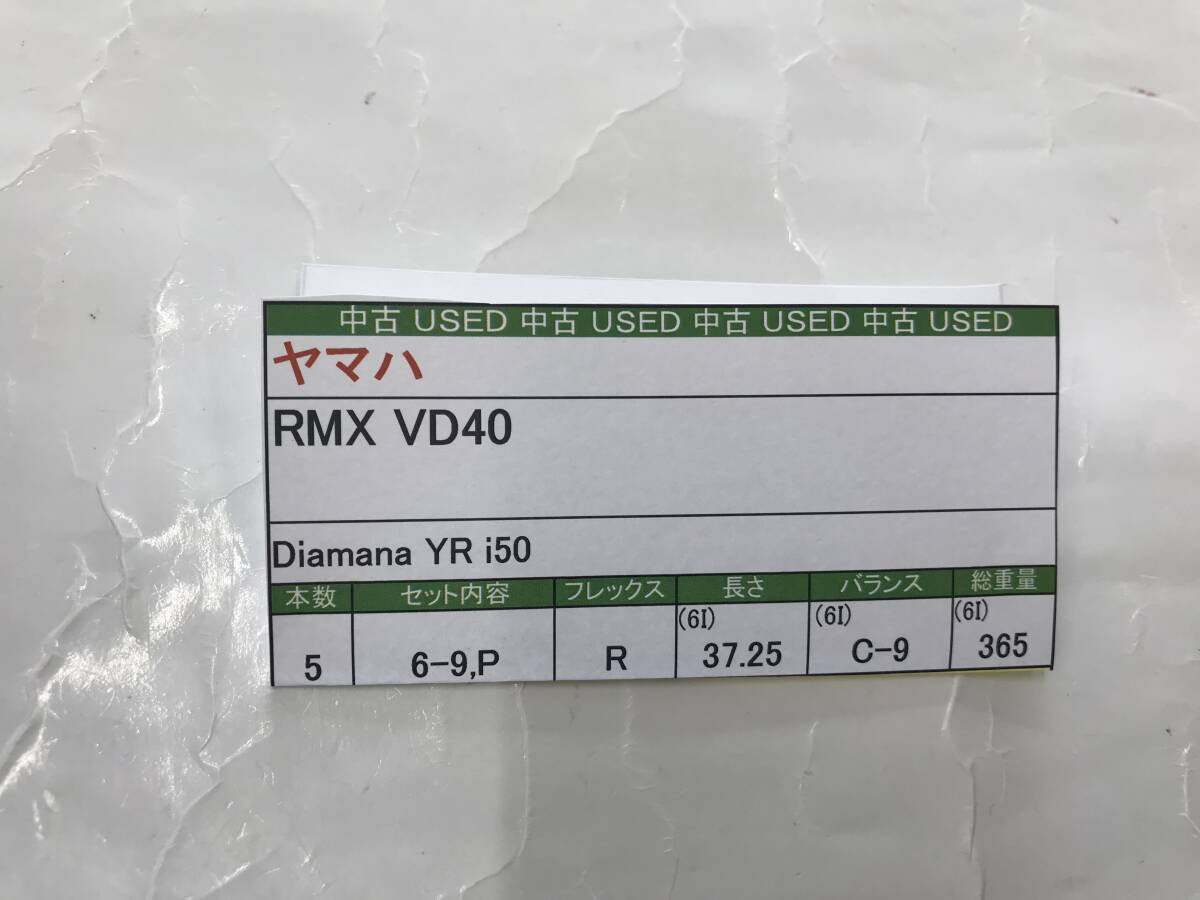 中古 USED 中古 USED 中古 USED 中古 USED
ヤマハ
RMX VD40
Diamana YR i50
本数 セット内容 フレックス 長さ バランス 総重量
(6I) (6I) (6I)
5 6-9,P R 37.25 C-9 365